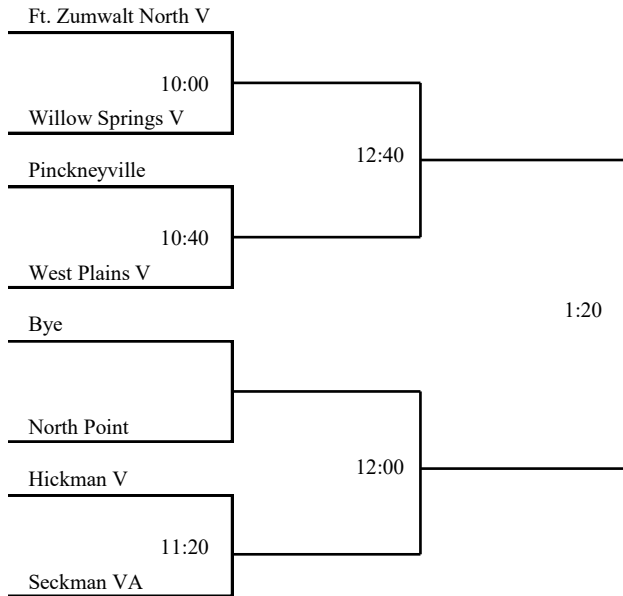 Ft. Zumwalt North V
10:00
Willow Springs V
12:40
Pinckneyville
10:40
West Plains V
1:20
Bye
North Point
12:00
Hickman V
11:20
Seckman VA